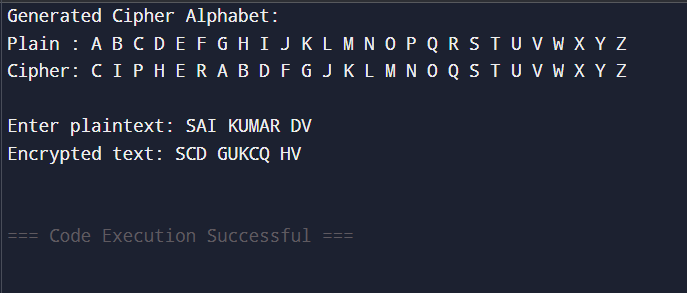 Generated Cipher Alphabet:
Plain : A B C D E F G H I J K L M N O P Q R S T U V W X Y Z
Cipher: C I P H E R A B D F G J K L M N O Q S T U V W X Y Z
Enter plaintext: SAI KUMAR DV
Encrypted text: SCD GUKCQ HV
=== Code Execution Successful ===